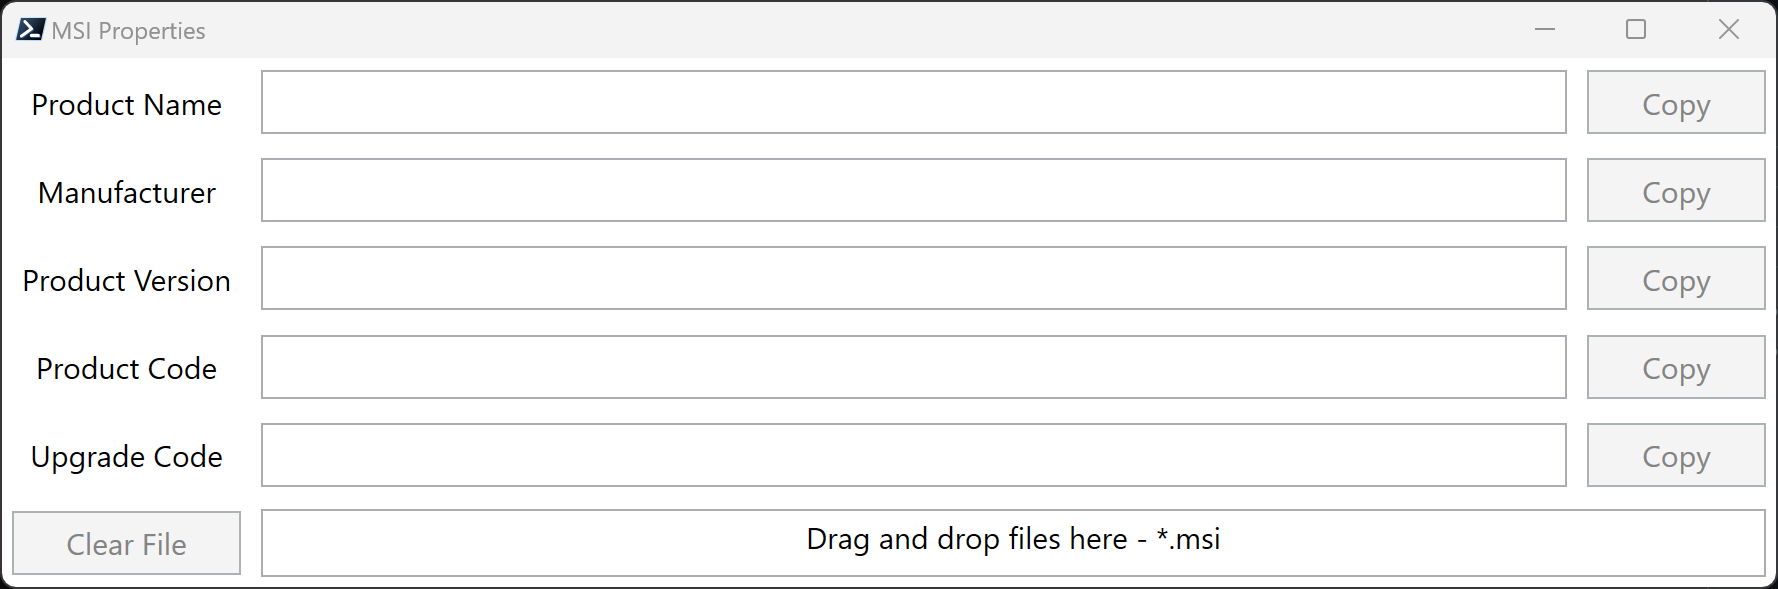 MSI Properties
Product Name
Copy
Manufacturer
Copy
Product Version
Copy
Product Code
Copy
Upgrade Code
Copy
Clear File
Drag and drop files here - *.msi